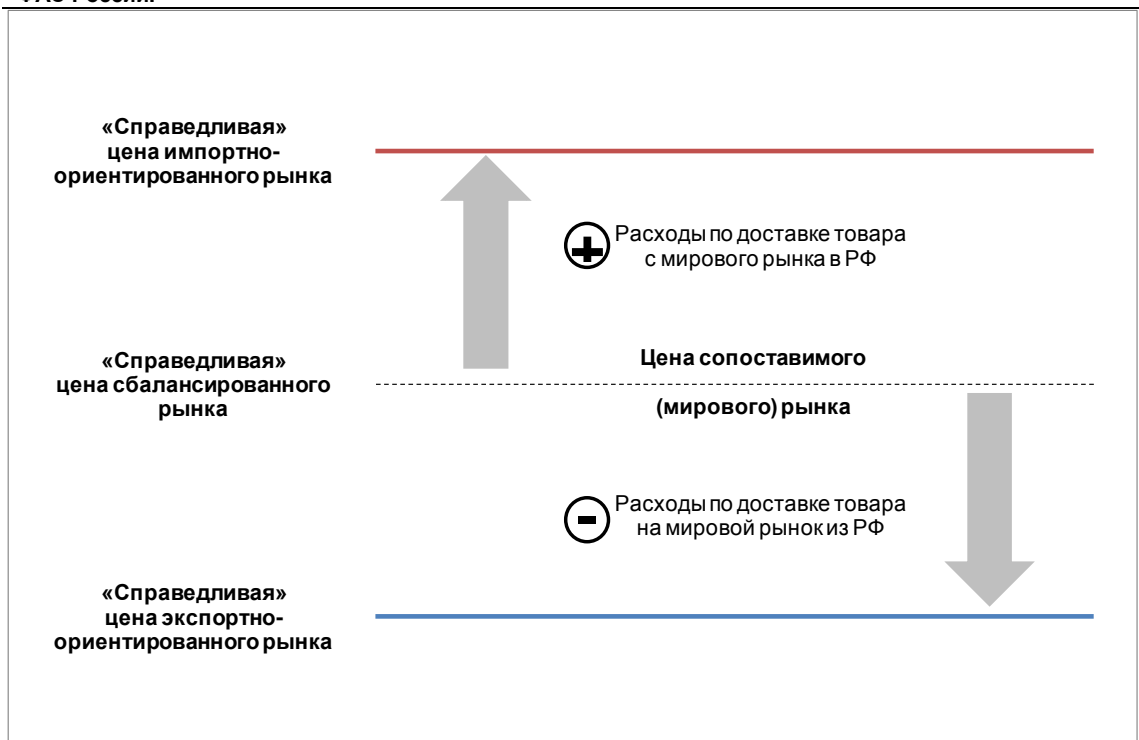 «Справедливая»
цена импортно-
ориентированного рынка
Расходы по доставке товара
с мирового рынка в РФ
«Справедливая»
цена сбалансированного
рынка
Цена сопоставимого
(мирового) рынка
Расходы по доставке товара
на мировой рынок из РФ
«Справедливая»
цена экспортно-
ориентированного рынка